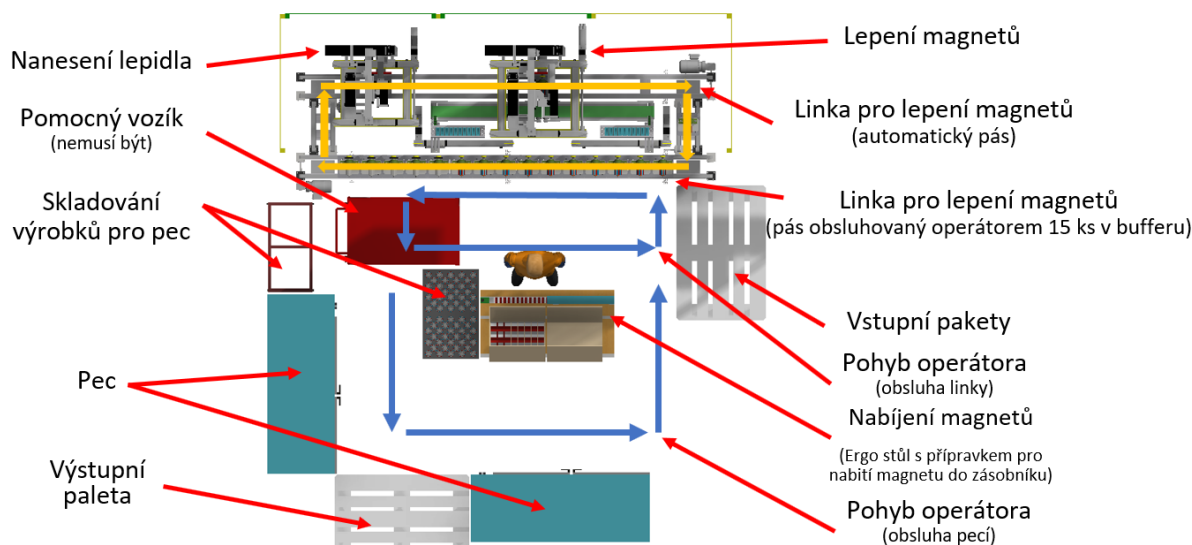 Nanesení lepidla
Pomocný vozík
(nemusí být)
Skladování
výrobků pro pec
Pec
Výstupní
paleta
Lepení magnetů
Linka pro lepení magnetů
(automatický pás)
Linka pro lepení magnetů
(pás obsluhovaný operátorem 15 ks v bufferu)
Vstupní pakety
Pohyb operátora
(obsluha linky)
Nabíjení magnetů
(Ergo stůl s přípravkem pro
nabití magnetu do zásobníku)
Pohyb operátora
(obsluha pecí)